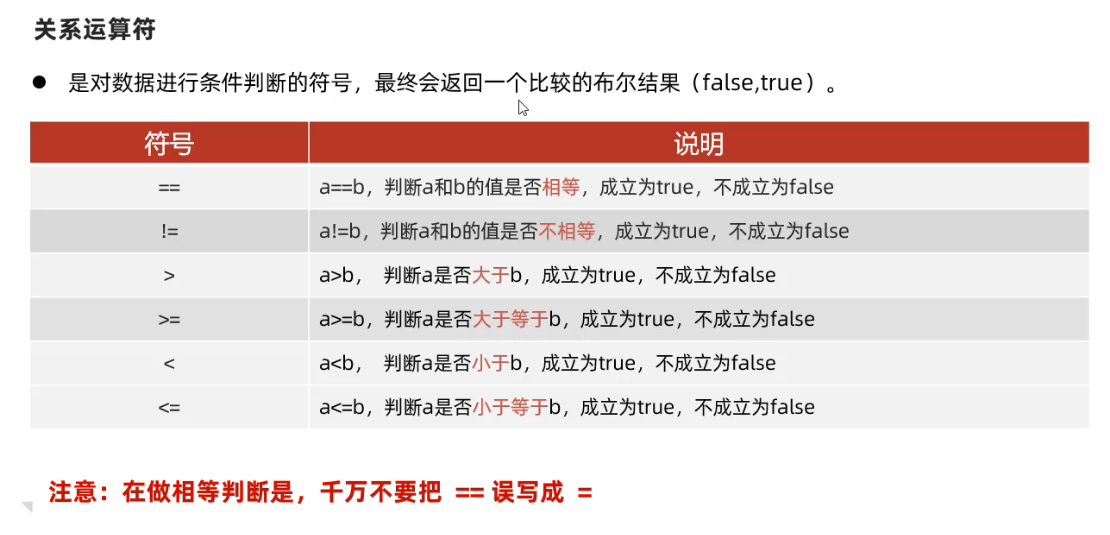 关系运算符
● 是对数据进行条件判断的符号，最终会返回一个比较的布尔结果（false,true）。
符号 说明
== a==b，判断a和b的值是否相等，成立为true，不成立为false
!= a!=b，判断a和b的值是否不相等，成立为true，不成立为false
> a>b， 判断a是否大于b，成立为true，不成立为false
>= a>=b，判断a是否大于等于b，成立为true，不成立为false
< a<b， 判断a是否小于b，成立为true，不成立为false
<= a<=b，判断a是否小于等于b，成立为true，不成立为false
注意：在做相等判断是，千万不要把 == 误写成 =